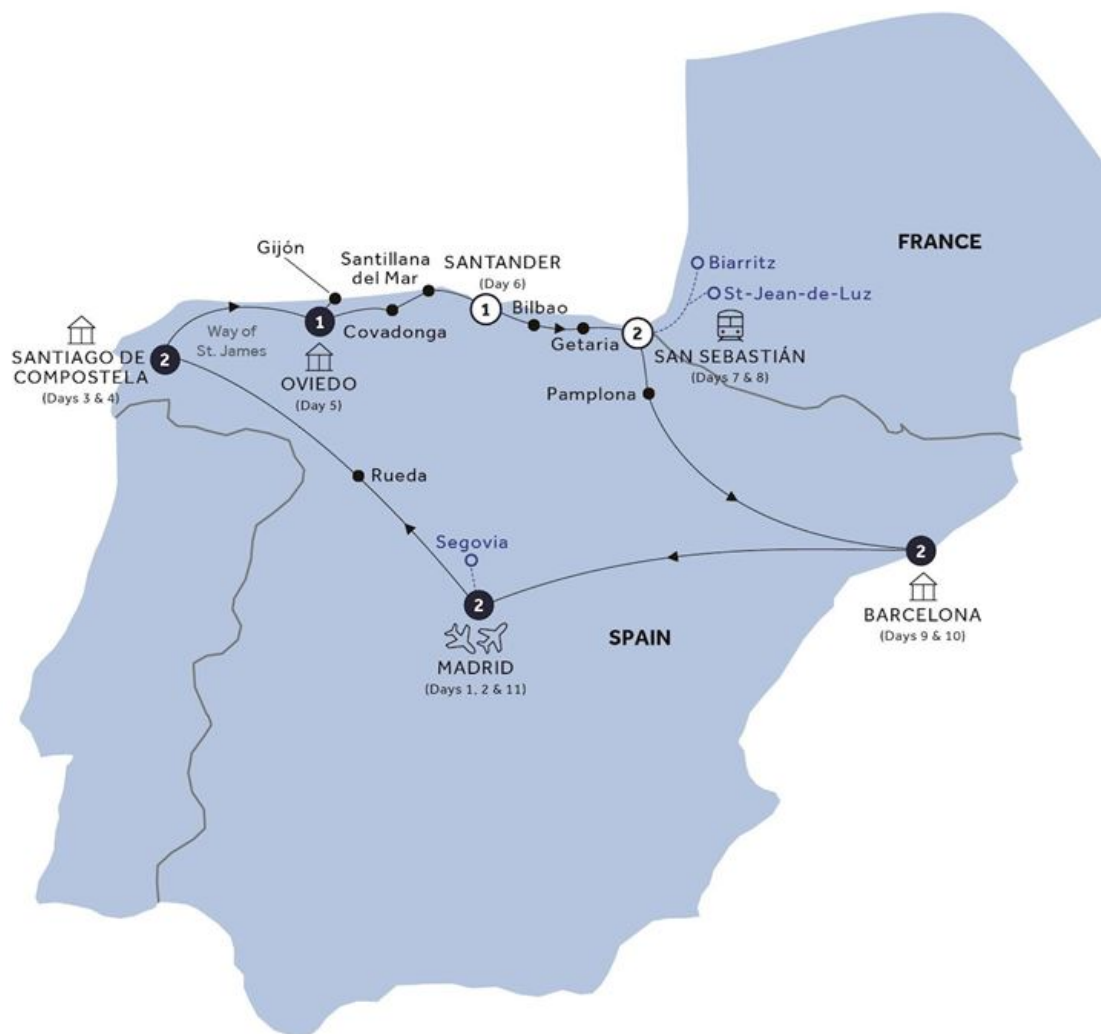 FRANCE
Biarritz
St-Jean-de-Luz
Gijón
Santillana
del Mar
SANTANDER
(Day 6)
1
Bilbao
Getaria
2
SAN SEBASTIÁN
(Days 7 & 8)
Way of
St. James
1
Covadonga
OVIEDO
(Day 5)
SANTIAGO DE
COMPOSTELA
(Days 3 & 4)
2
Pamplona
Rueda
Segovia
2
MADRID
(Days 1, 2 & 11)
SPAIN
2
BARCELONA
(Days 9 & 10)